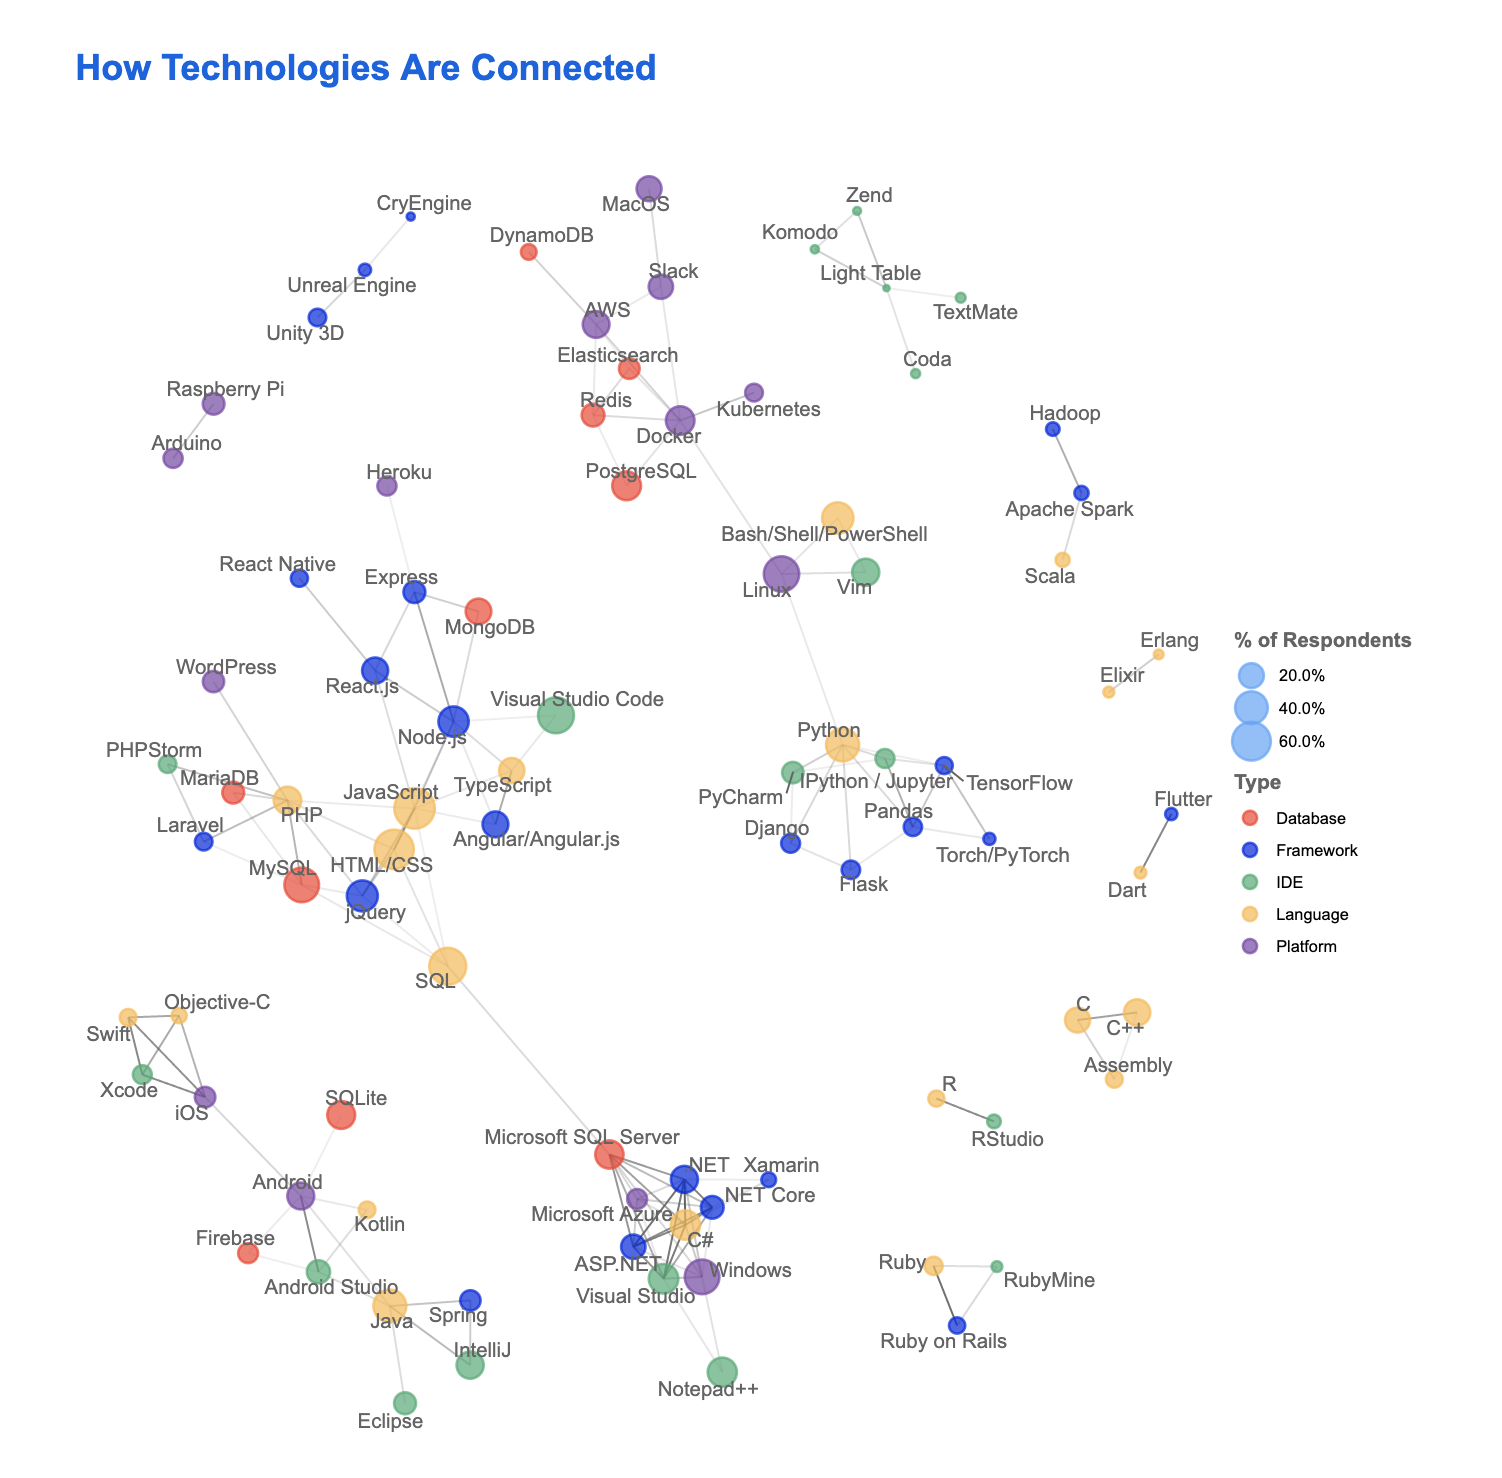 How Technologies Are Connected
MacOS
Zend
CryEngine
DynamoDB
Komodo
Slack
Light Table
Unreal Engine
AWS
TextMate
Unity 3D
Elasticsearch
Coda
Raspberry Pi
Redis
Kubernetes
Hadoop
Arduino
Docker
Heroku
PostgreSQL
Apache Spark
Bash/Shell/PowerShell
React Native
Express
Linux
Vim
Scala
MongoDB
Erlang
% of Respondents
WordPress
React.js
Elixir
20.0%
Visual Studio Code
40.0%
Node.js
Python
60.0%
PHPStorm
MariaDB
JavaScript
TypeScript
PyCharm
IPython / Jupyter
TensorFlow
Type
PHP
Flutter
Database
Laravel
Angular/Angular.js
Django
Pandas
Framework
MySQL
HTML/CSS
Torch/PyTorch
IDE
jQuery
Flask
Dart
Language
Platform
SQL
Objective-C
Swift
C
C++
Xcode
iOS
Assembly
SQLite
R
Microsoft SQL Server
RStudio
Android
NET
Xamarin
NET Core
Kotlin
Microsoft Azure
Firebase
C#
ASP.NET
Windows
Ruby
RubyMine
Android Studio
Visual Studio
Java
Spring
Ruby on Rails
IntelliJ
Notepad++
Eclipse